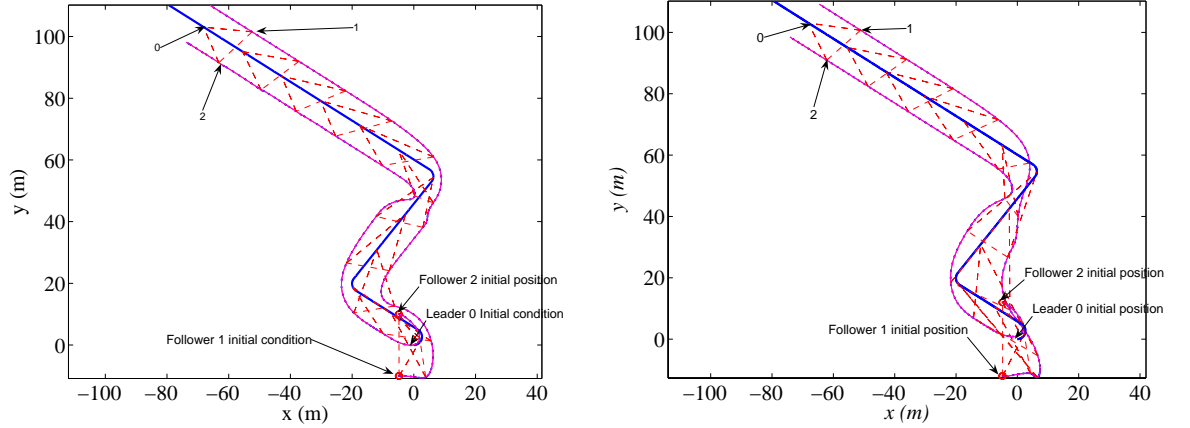 100
80
60
40
20
0
y (m)
0
1
2
Follower 2 initial position
Leader 0 Initial condition
Follower 1 initial condition
−100 −80 −60 −40 −20 0 20 40
x (m)
100
80
60
40
20
0
y (m)
0
1
2
Follower 2 initial position
Leader 0 initial position
Follower 1 initial position
−100 −80 −60 −40 −20 0 20 40
x (m)